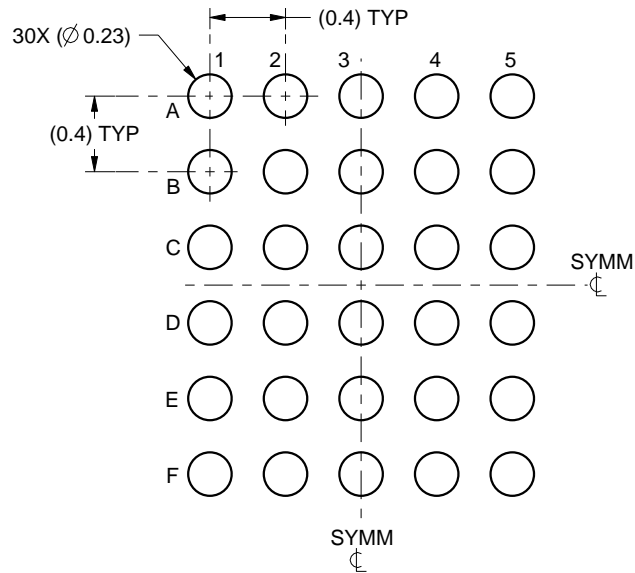 (0.4) TYP
30X (∅ 0.23)
1 2 3 4 5
A
(0.4) TYP
B
C
SYMM
℄
D
E
F
SYMM
℄